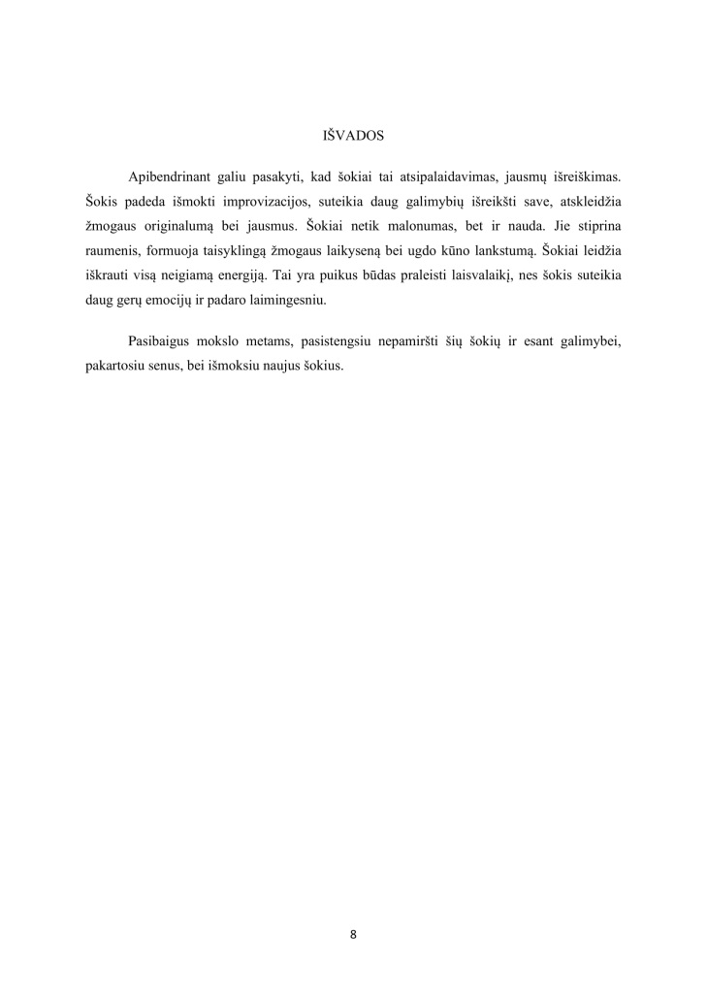 IŠVADOS
Apibendrinant galiu pasakyti, kad šokiai tai atsipalaidavimas, jausmų išreiškimas.
Šokis padeda išmokti improvizacijos, suteikia daug galimybių išreikšti save, atskleidžia
žmogaus originalumą bei jausmus. Šokiai netik malonumas, bet ir nauda. Jie stiprina
raumenis, formuoja taisyklingą žmogaus laikyseną bei ugdo kūno lankstumą. Šokiai leidžia
iškrauti visą neigiamą energiją. Tai yra puikus būdas praleisti laisvalaikį, nes šokis suteikia
daug gerų emocijų ir padaro laimingesniu.
Pasibaigus mokslo metams, pasistengsiu nepamiršti šių šokių ir esant galimybei,
pakartosiu senus, bei išmoksiu naujus šokius.
8